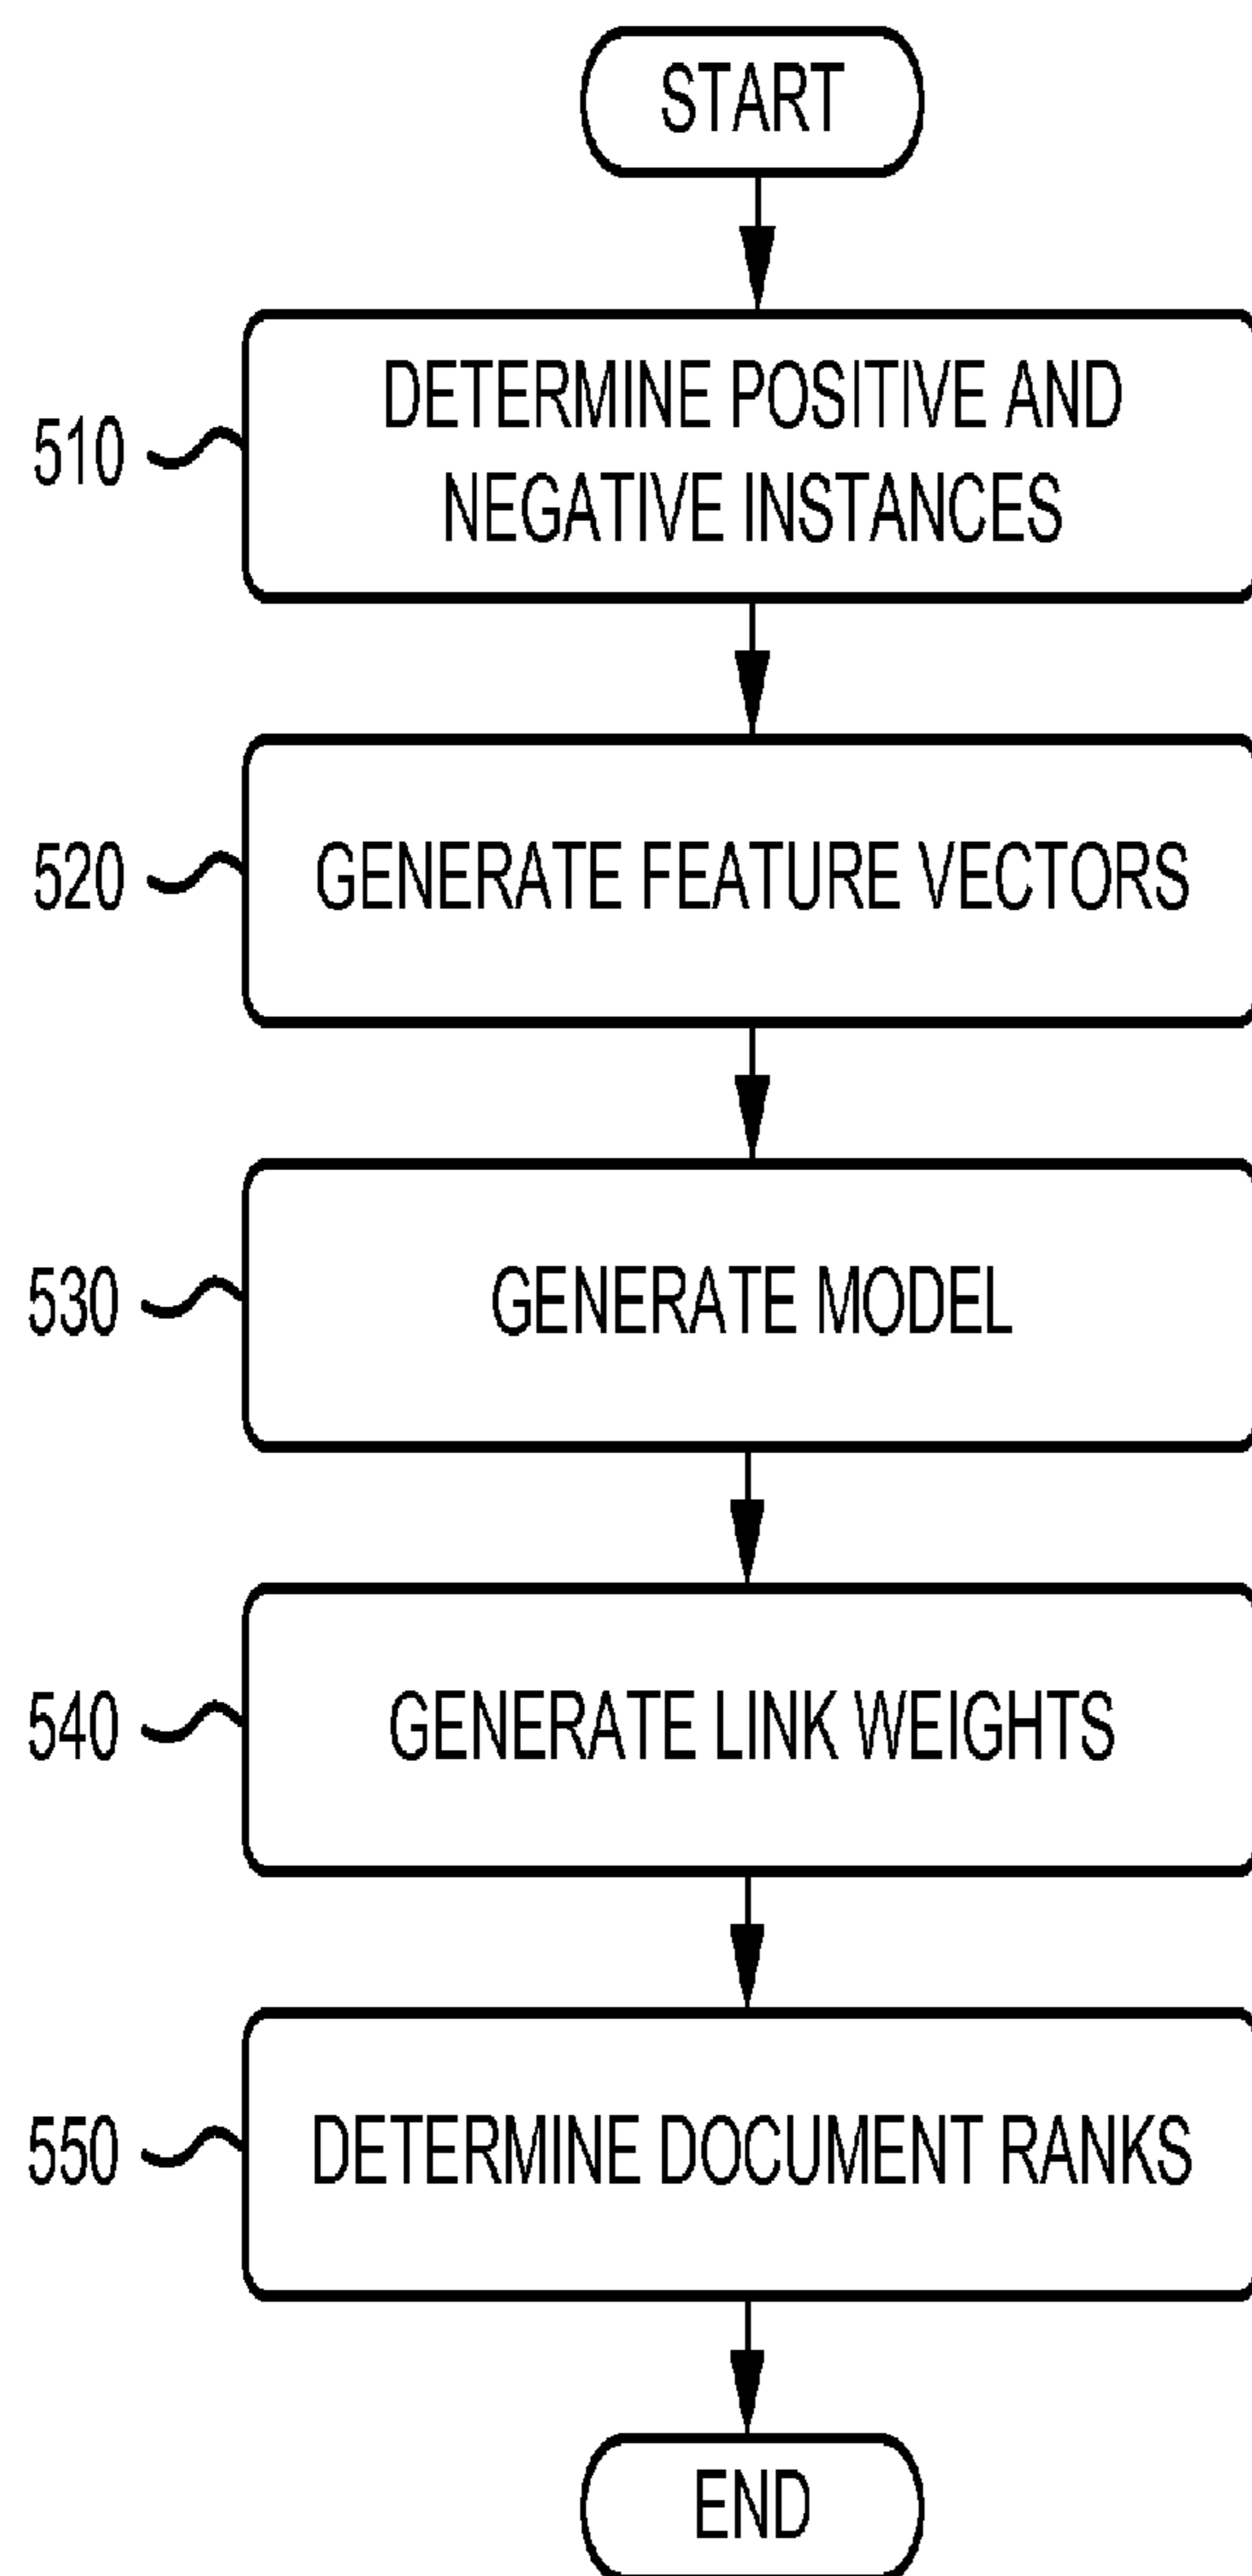 START
510
DETERMINE POSITIVE AND
NEGATIVE INSTANCES
520
GENERATE FEATURE VECTORS
530
GENERATE MODEL
540
GENERATE LINK WEIGHTS
550
DETERMINE DOCUMENT RANKS
END